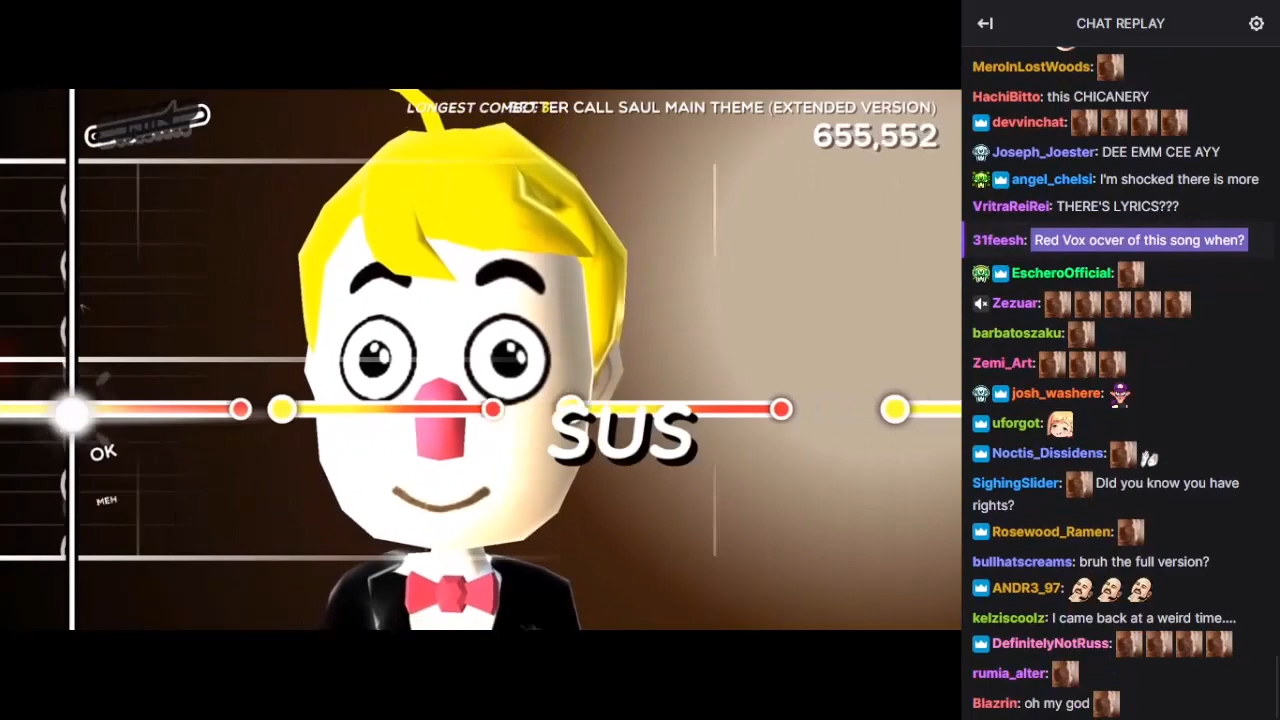 LONGEST COMBO: BETTER CALL SAUL MAIN THEME (EXTENDED VERSION)
655,552
SUS
OK
MEH
CHAT REPLAY
MeroInLostWoods:
HachiBitto: this CHICANERY
devvinchat:
Joseph_Joester: DEE EMM CEE AYY
angel_chelsi: I'm shocked there is more
VritraReiRei: THERE'S LYRICS???
31feesh: Red Vox ocver of this song when?
EscheroOfficial:
Zezuar:
barbatoszaku:
Zemi_Art:
josh_washere:
uforgot:
Noctis_Dissidens:
SighingSlider: DId you know you have
rights?
Rosewood_Ramen:
bullhatscreams: bruh the full version?
ANDR3_97:
kelziscoolz: I came back at a weird time....
DefinitelyNotRuss:
rumia_alter:
Blazrin: oh my god